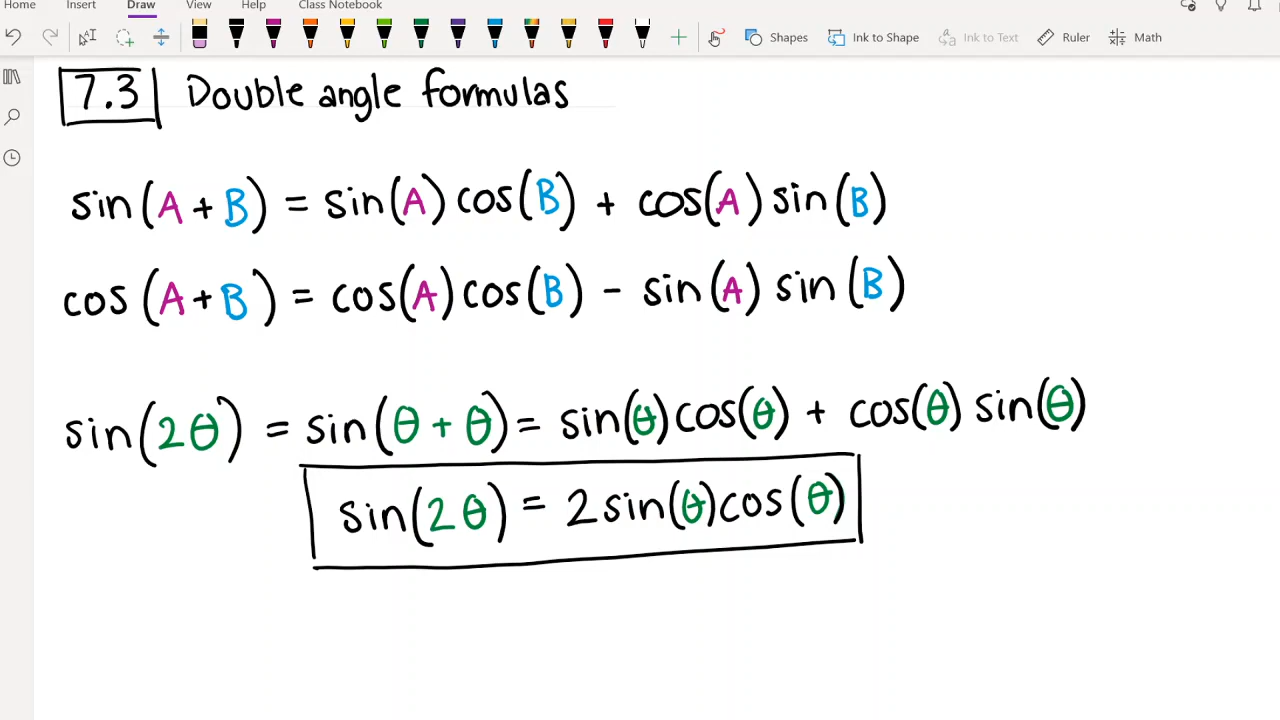 Home Insert Draw View Help Class Notebook
Shapes Ink to Shape Ink to Text Ruler Math
7.3 Double angle formulas
sin(A+B) = sin(A) cos(B) + cos(A) sin(B)
cos(A+B) = cos(A) cos(B) - sin(A) sin(B)
sin(2θ) = sin(θ + θ) = sin(θ) cos(θ) + cos(θ) sin(θ)
sin(2θ) = 2sin(θ)cos(θ)